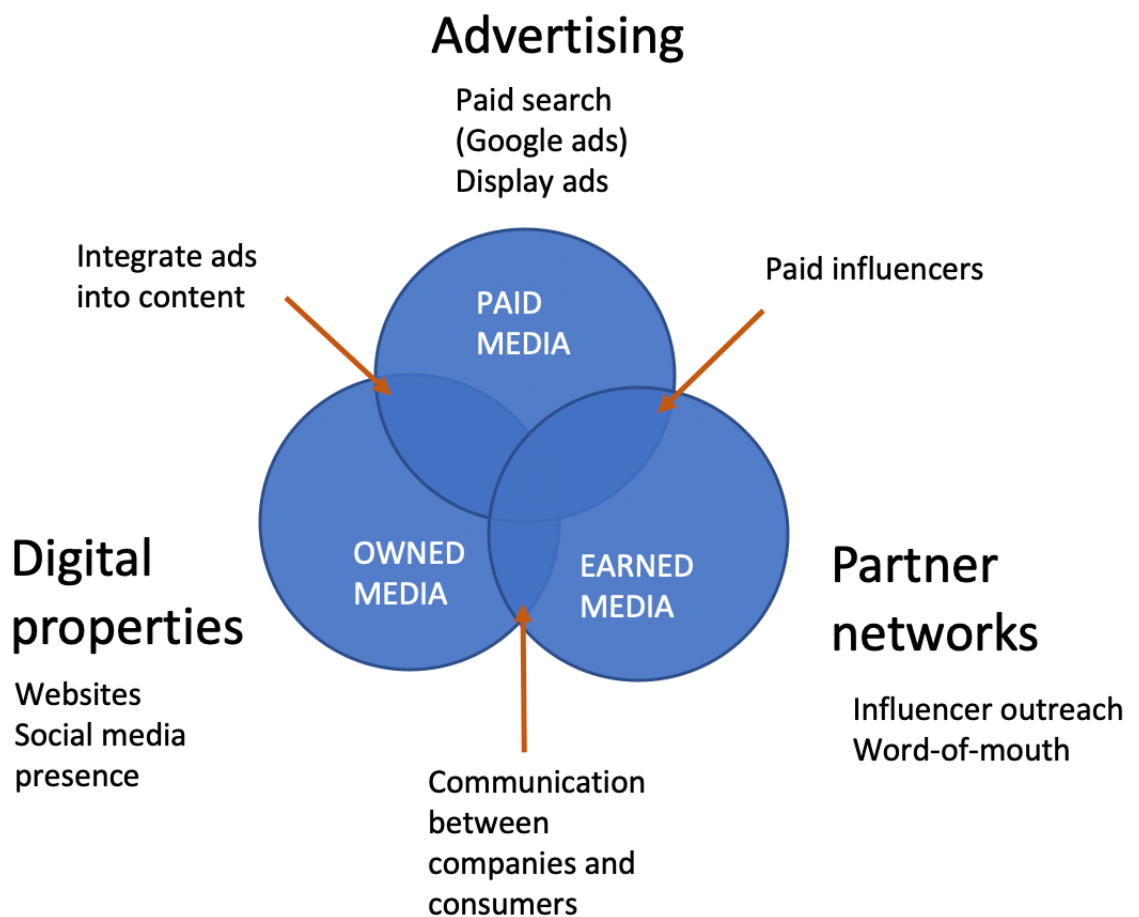 Advertising
Paid search
(Google ads)
Display ads
Integrate ads
into content
Paid influencers
PAID
MEDIA
OWNED
MEDIA
EARNED
MEDIA
Digital
properties
Websites
Social media
presence
Partner
networks
Influencer outreach
Word-of-mouth
Communication
between
companies and
consumers